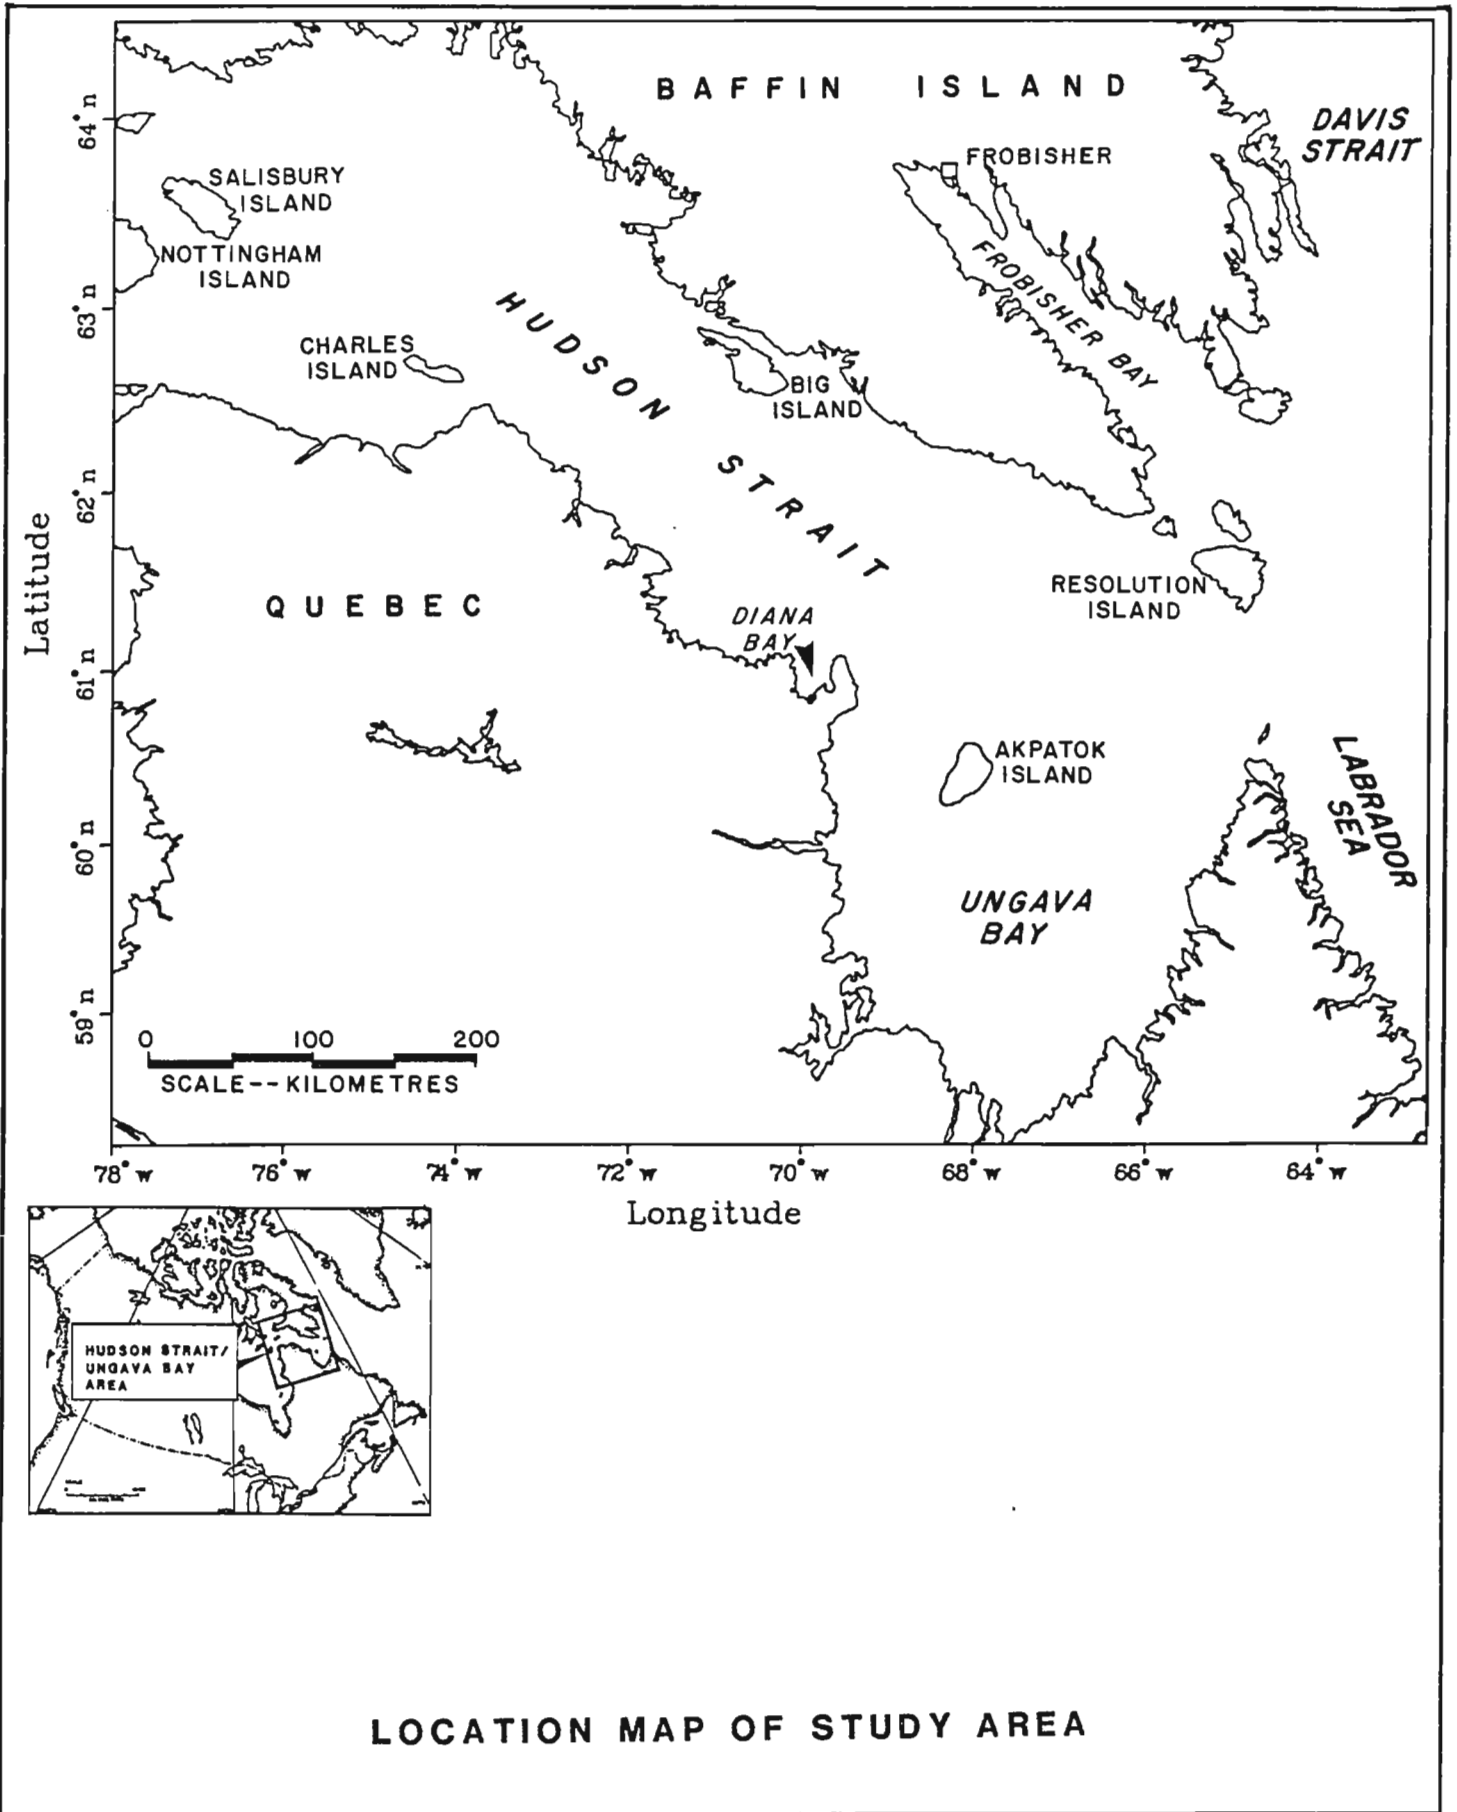 BAFFIN ISLAND
DAVIS
STRAIT
FROBISHER
SALISBURY
ISLAND
NOTTINGHAM
ISLAND
FROBISHER BAY
HUDSON STRAIT
CHARLES
ISLAND
BIG
ISLAND
RESOLUTION
ISLAND
QUEBEC
DIANA
BAY
AKPATOK
ISLAND
LABRADOR
SEA
UNGAVA
BAY
Latitude
64° n
63° n
62° n
61° n
60° n
59° n
0 100 200
SCALE--KILOMETRES
78° w 76° w 74° w 72° w 70° w 68° w 66° w 64° w
Longitude
HUDSON STRAIT/
UNGAVA BAY
AREA
LOCATION MAP OF STUDY AREA